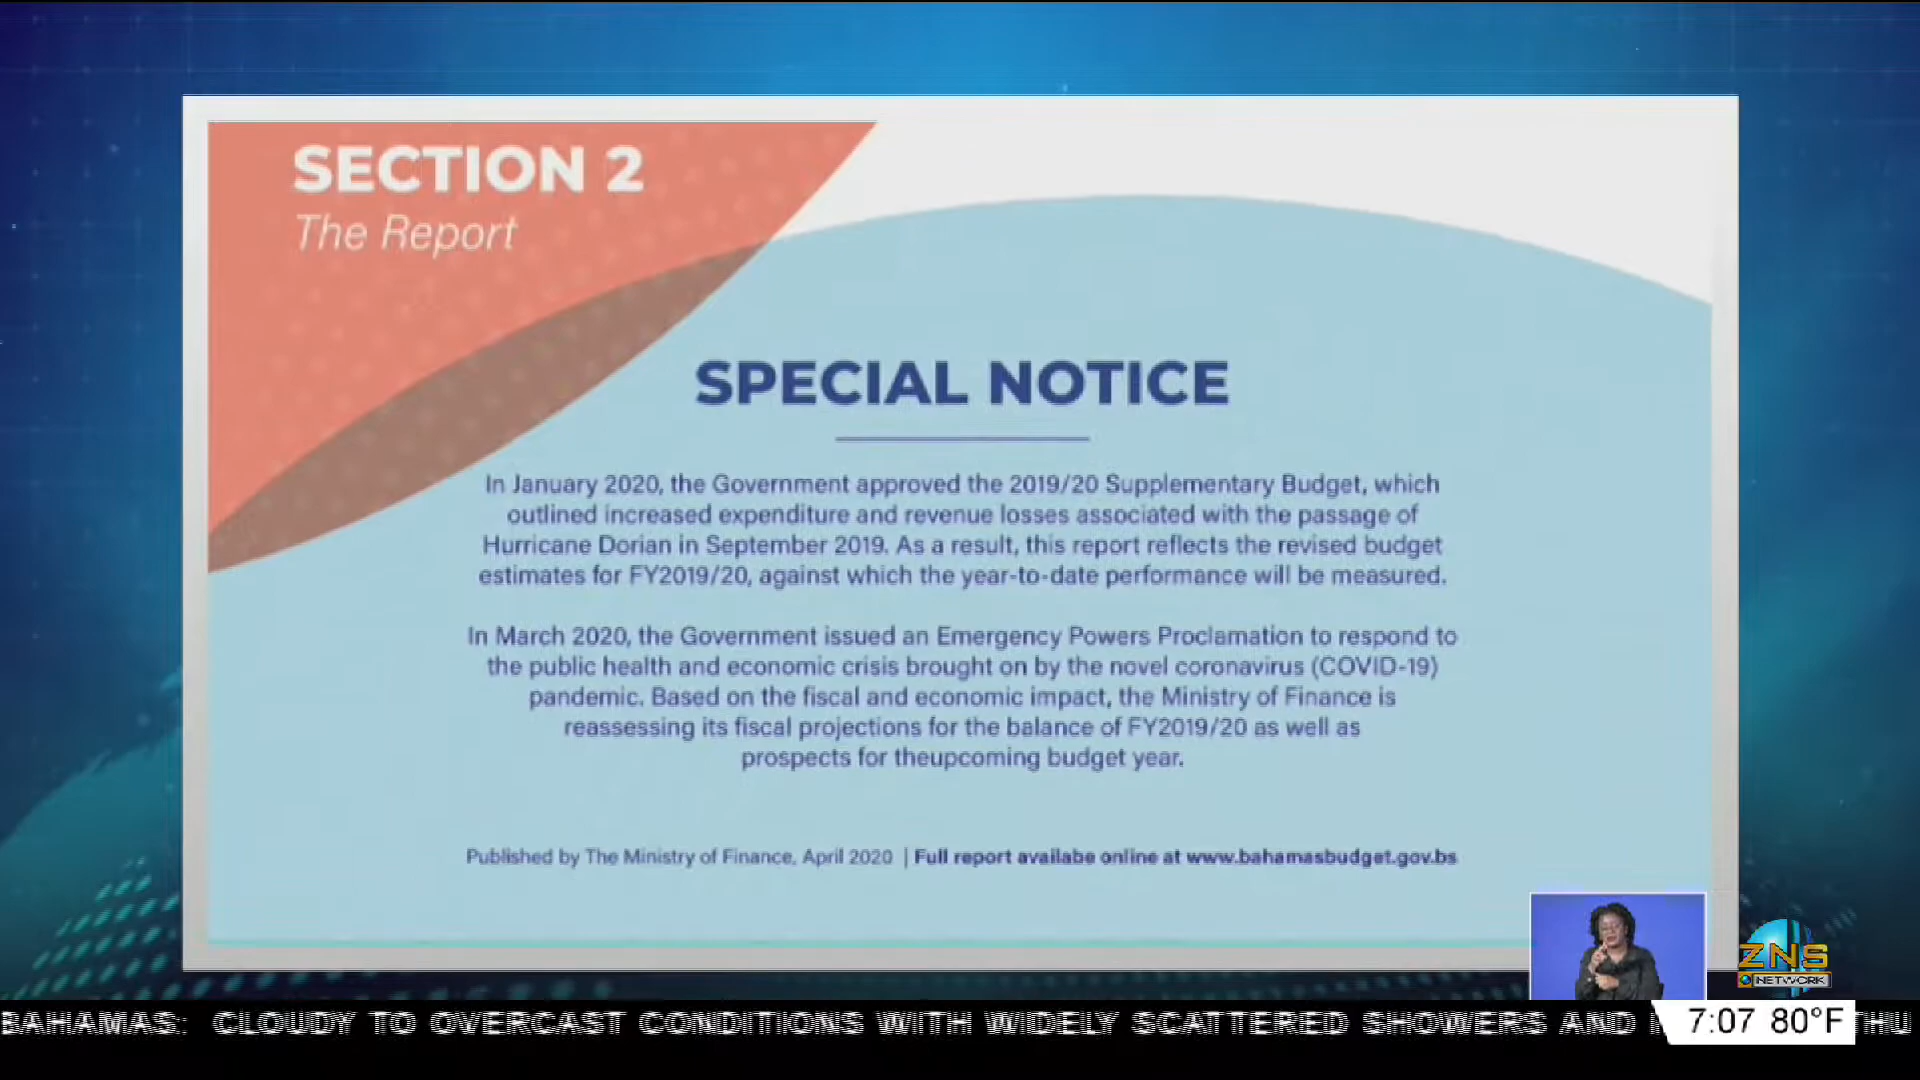 SECTION 2
The Report
SPECIAL NOTICE
In January 2020, the Government approved the 2019/20 Supplementary Budget, which
outlined increased expenditure and revenue losses associated with the passage of
Hurricane Dorian in September 2019. As a result, this report reflects the revised budget
estimates for FY2019/20, against which the year-to-date performance will be measured.
In March 2020, the Government issued an Emergency Powers Proclamation to respond to
the public health and economic crisis brought on by the novel coronavirus (COVID-19)
pandemic. Based on the fiscal and economic impact, the Ministry of Finance is
reassessing its fiscal projections for the balance of FY2019/20 as well as
prospects for theupcoming budget year.
Published by The Ministry of Finance, April 2020 | Full report availabe online at www.bahamasbudget.gov.bs
ZNS
NETWORK
BAHAMAS: CLOUDY TO OVERCAST CONDITIONS WITH WIDELY SCATTERED SHOWERS AND
7:07 80°F
THU